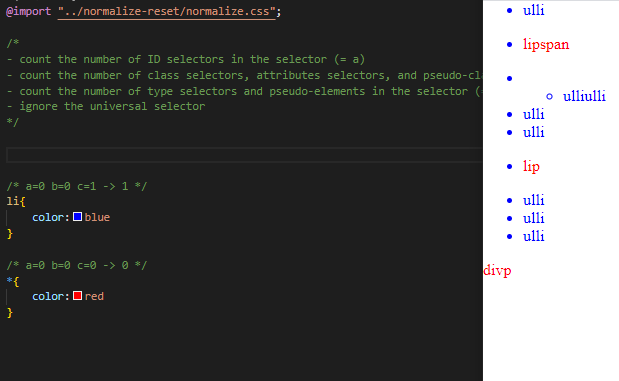 @import "../normalize-reset/normalize.css";
/*
- count the number of ID selectors in the selector (= a)
- count the number of class selectors, attributes selectors, and pseudo-cl
- count the number of type selectors and pseudo-elements in the selector (
- ignore the universal selector
*/
/* a=0 b=0 c=1 -> 1 */
li{
color: blue
}
/* a=0 b=0 c=0 -> 0 */
*{
color: red
}
ulli
lipspan
ulliulli
ulli
ulli
lip
ulli
ulli
ulli
divp